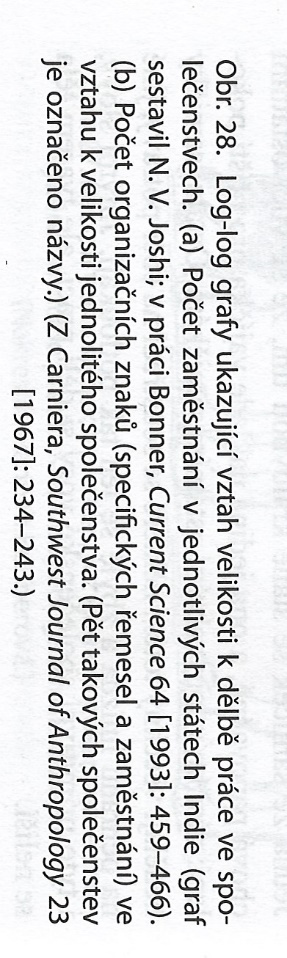 Obr. 28. Log-log grafy ukazující vztah velikosti k dělbě práce ve spo-
lečenstvech. (a) Počet zaměstnání v jednotlivých státech Indie (graf
sestavil N. V. Joshi; v práci Bonner, Current Science 64 [1993]: 459–466).
(b) Počet organizačních znaků (specifických řemesel a zaměstnání) ve
vztahu k velikosti jednolitého společenstva. (Pět takových společenstev
je označeno názvy.) (Z Carniera, Southwest Journal of Anthropology 23
[1967]: 234–243.)